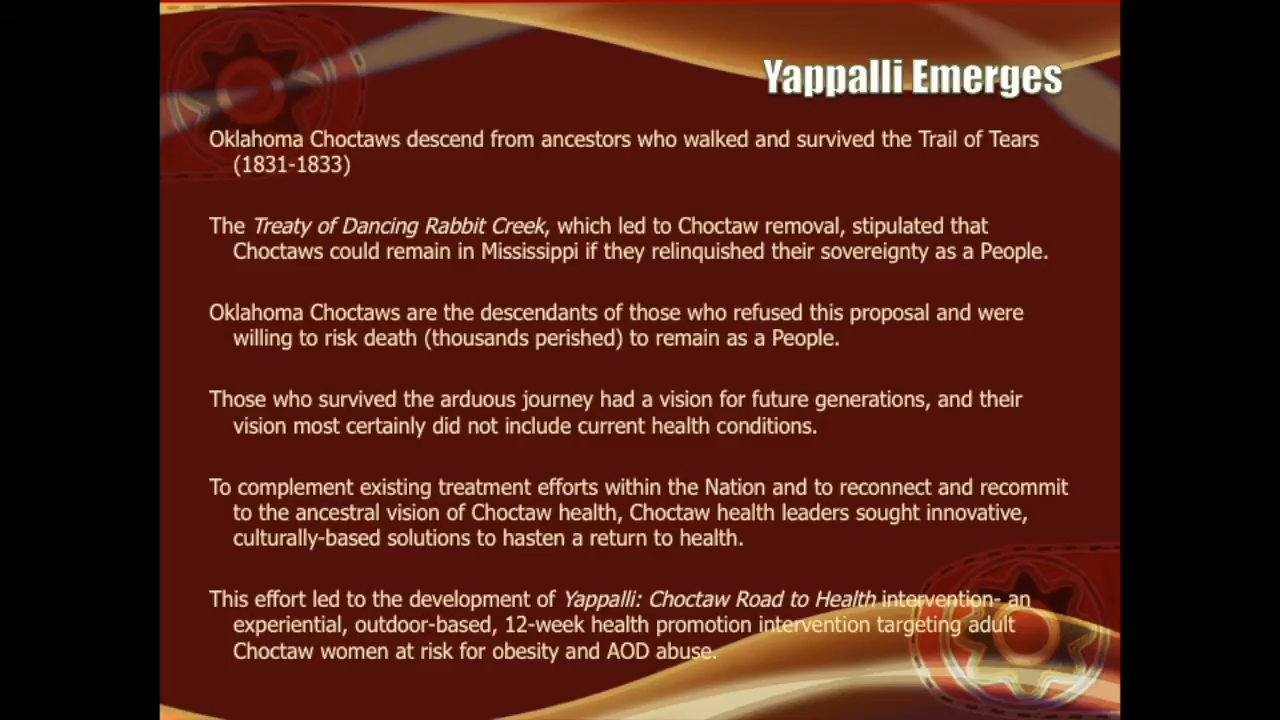 Yappalli Emerges
Oklahoma Choctaws descend from ancestors who walked and survived the Trail of Tears
(1831-1833)
The Treaty of Dancing Rabbit Creek, which led to Choctaw removal, stipulated that
Choctaws could remain in Mississippi if they relinquished their sovereignty as a People.
Oklahoma Choctaws are the descendants of those who refused this proposal and were
willing to risk death (thousands perished) to remain as a People.
Those who survived the arduous journey had a vision for future generations, and their
vision most certainly did not include current health conditions.
To complement existing treatment efforts within the Nation and to reconnect and recommit
to the ancestral vision of Choctaw health, Choctaw health leaders sought innovative,
culturally-based solutions to hasten a return to health.
This effort led to the development of Yappalli: Choctaw Road to Health intervention- an
experiential, outdoor-based, 12-week health promotion intervention targeting adult
Choctaw women at risk for obesity and AOD abuse.